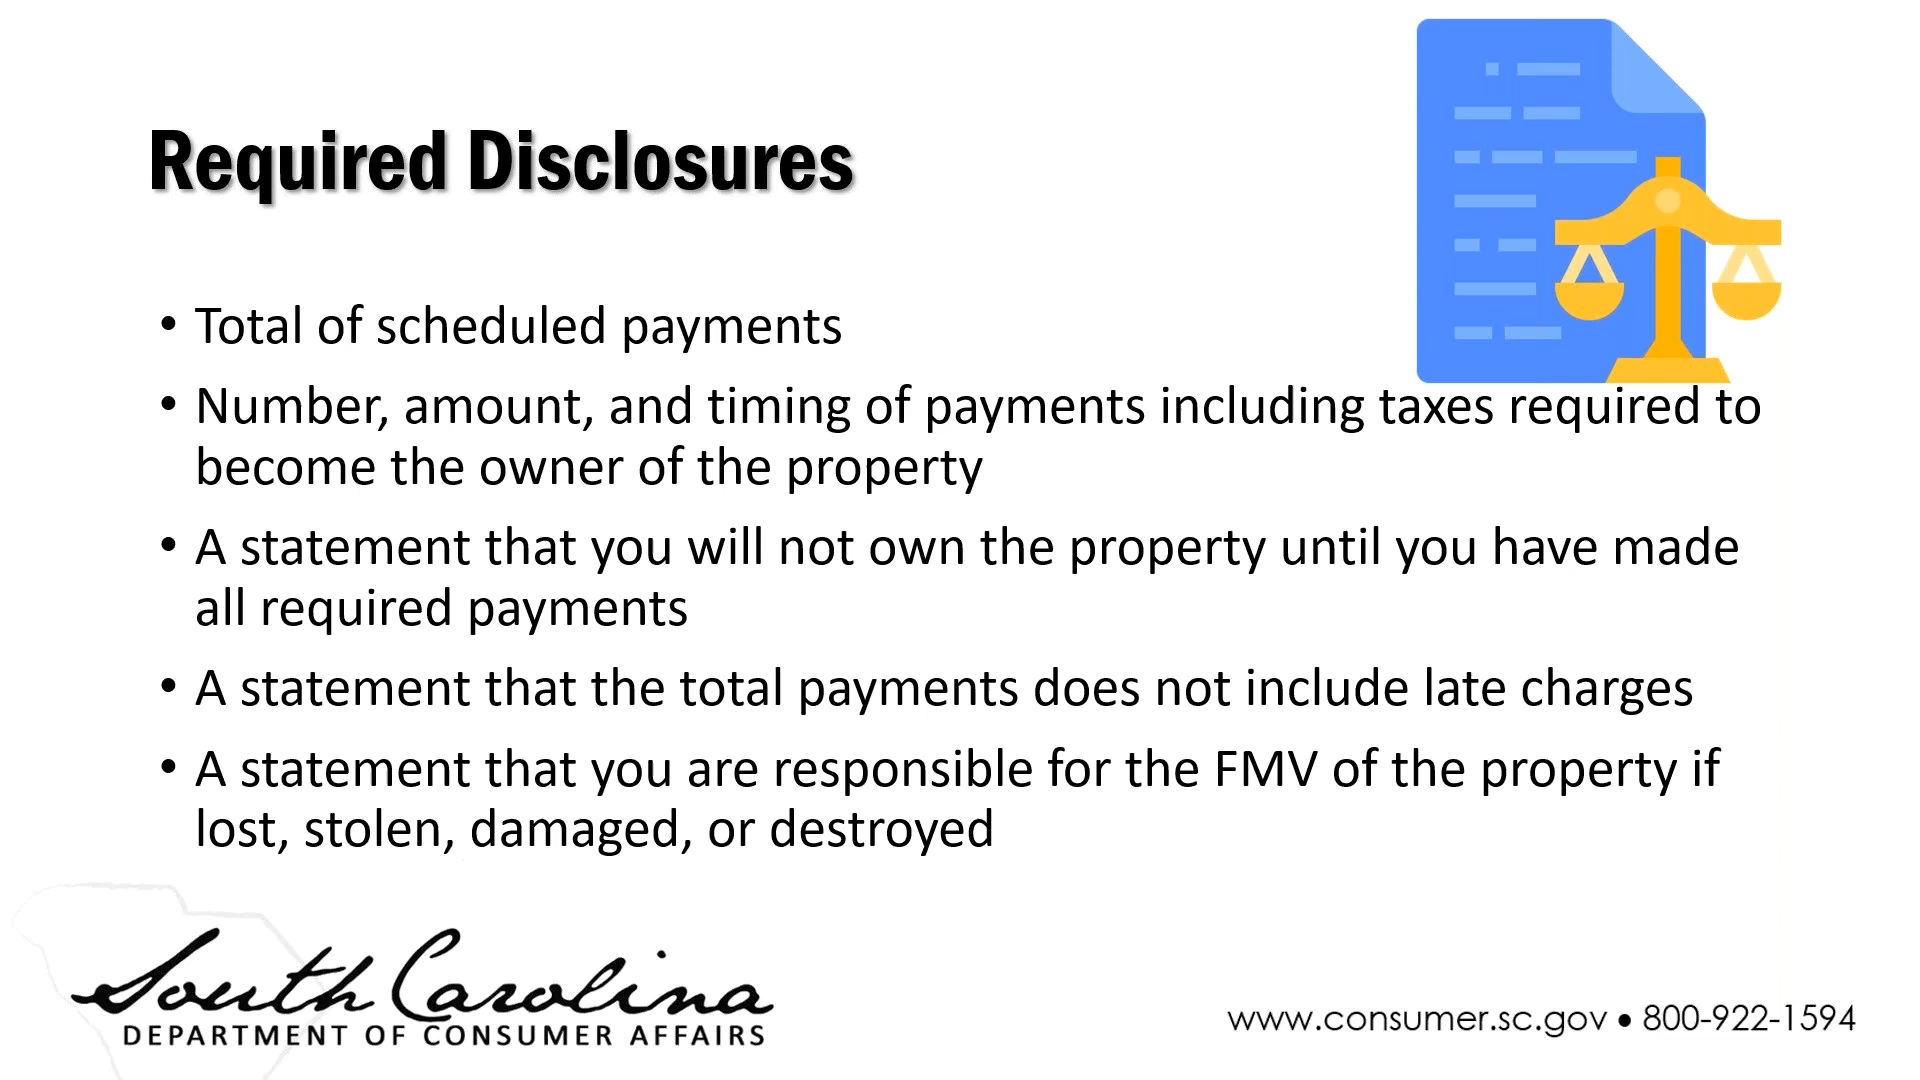 Required Disclosures
• Total of scheduled payments
• Number, amount, and timing of payments including taxes required to
become the owner of the property
• A statement that you will not own the property until you have made
all required payments
• A statement that the total payments does not include late charges
• A statement that you are responsible for the FMV of the property if
lost, stolen, damaged, or destroyed
South Carolina
DEPARTMENT OF CONSUMER AFFAIRS
www.consumer.sc.gov • 800-922-1594